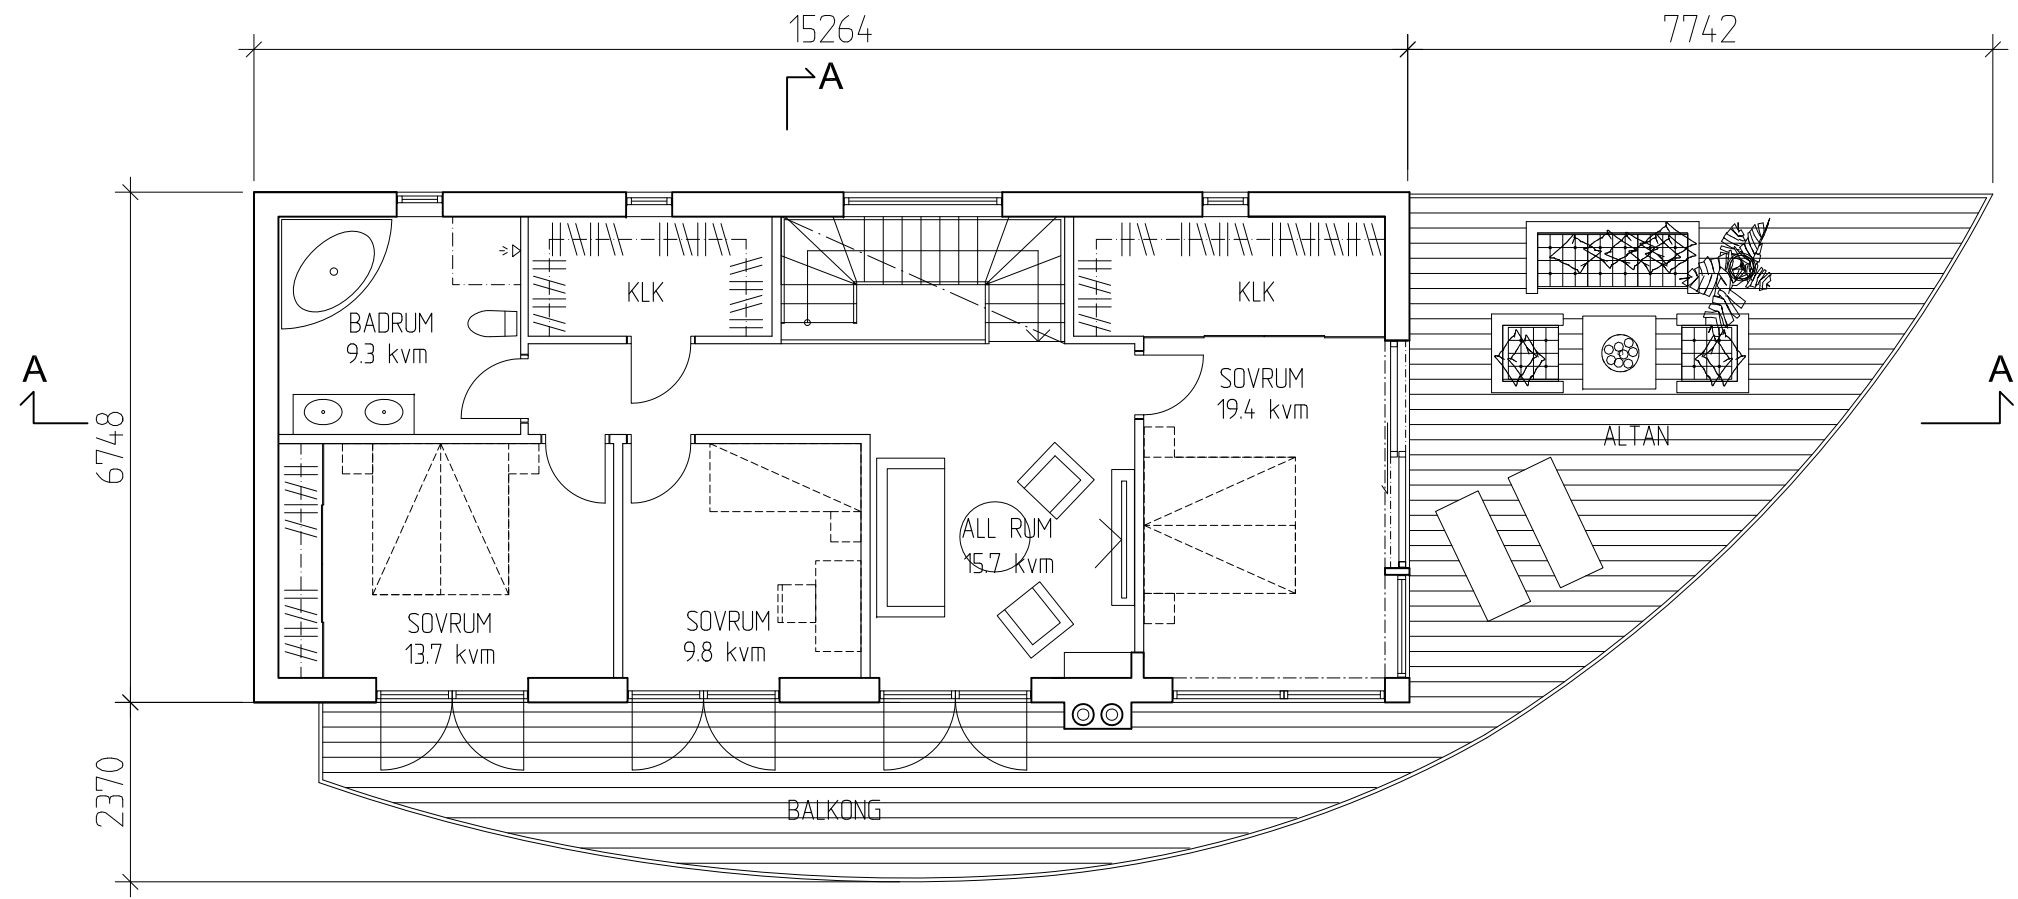 15264
7742
A
KLK
KLK
BADRUM
9.3 kvm
A
A
SOVRUM
19.4 kvm
6748
ALTAN
ALL RUM
15.7 kvm
SOVRUM
13.7 kvm
SOVRUM
9.8 kvm
2370
BALKONG